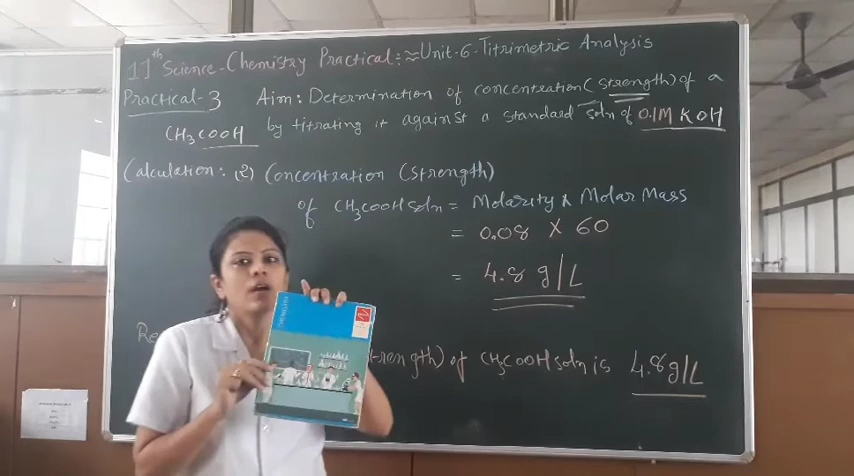 11th Science-Chemistry Practical:≈Unit-6-Titrimetric Analysis
Practical-3 Aim: Determination of concentration (strength) of a
CH₃COOH by titrating it against a standard soln of 0.1M KOH
Calculation: (2) Concentration (Strength)
of CH₃COOH soln = Molarity x Molar Mass
= 0.08 X 60
= 4.8 g/L
trength) of CH₃COOH soln is 4.8g/L
CHEMISTRY